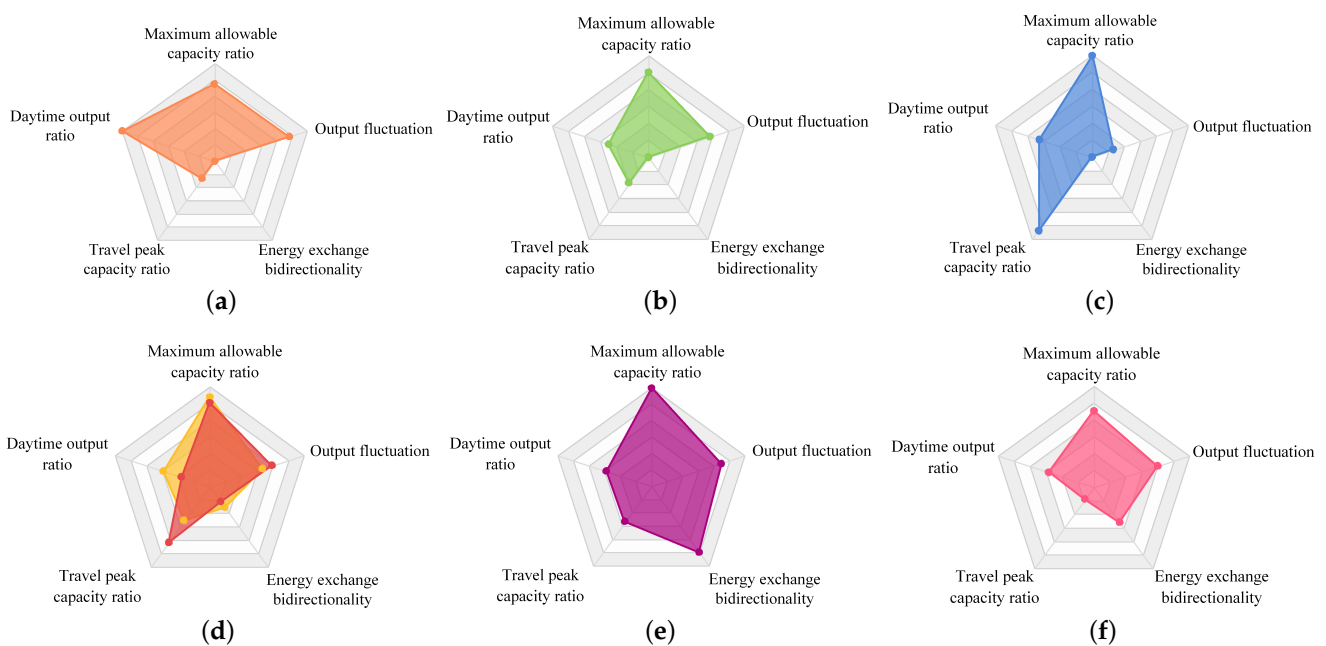 Maximum allowable
capacity ratio
Daytime output
ratio
Output fluctuation
Travel peak
capacity ratio
Energy exchange
bidirectionality
(a)
Maximum allowable
capacity ratio
Daytime output
ratio
Output fluctuation
Travel peak
capacity ratio
Energy exchange
bidirectionality
(b)
Maximum allowable
capacity ratio
Daytime output
ratio
Output fluctuation
Travel peak
capacity ratio
Energy exchange
bidirectionality
(c)
Maximum allowable
capacity ratio
Daytime output
ratio
Output fluctuation
Travel peak
capacity ratio
Energy exchange
bidirectionality
(d)
Maximum allowable
capacity ratio
Daytime output
ratio
Output fluctuation
Travel peak
capacity ratio
Energy exchange
bidirectionality
(e)
Maximum allowable
capacity ratio
Daytime output
ratio
Output fluctuation
Travel peak
capacity ratio
Energy exchange
bidirectionality
(f)